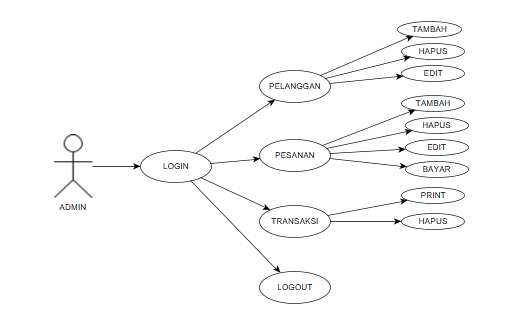 TAMBAH
HAPUS
EDIT
PELANGGAN
TAMBAH
HAPUS
EDIT
BAYAR
PESANAN
LOGIN
ADMIN
PRINT
HAPUS
TRANSAKSI
LOGOUT